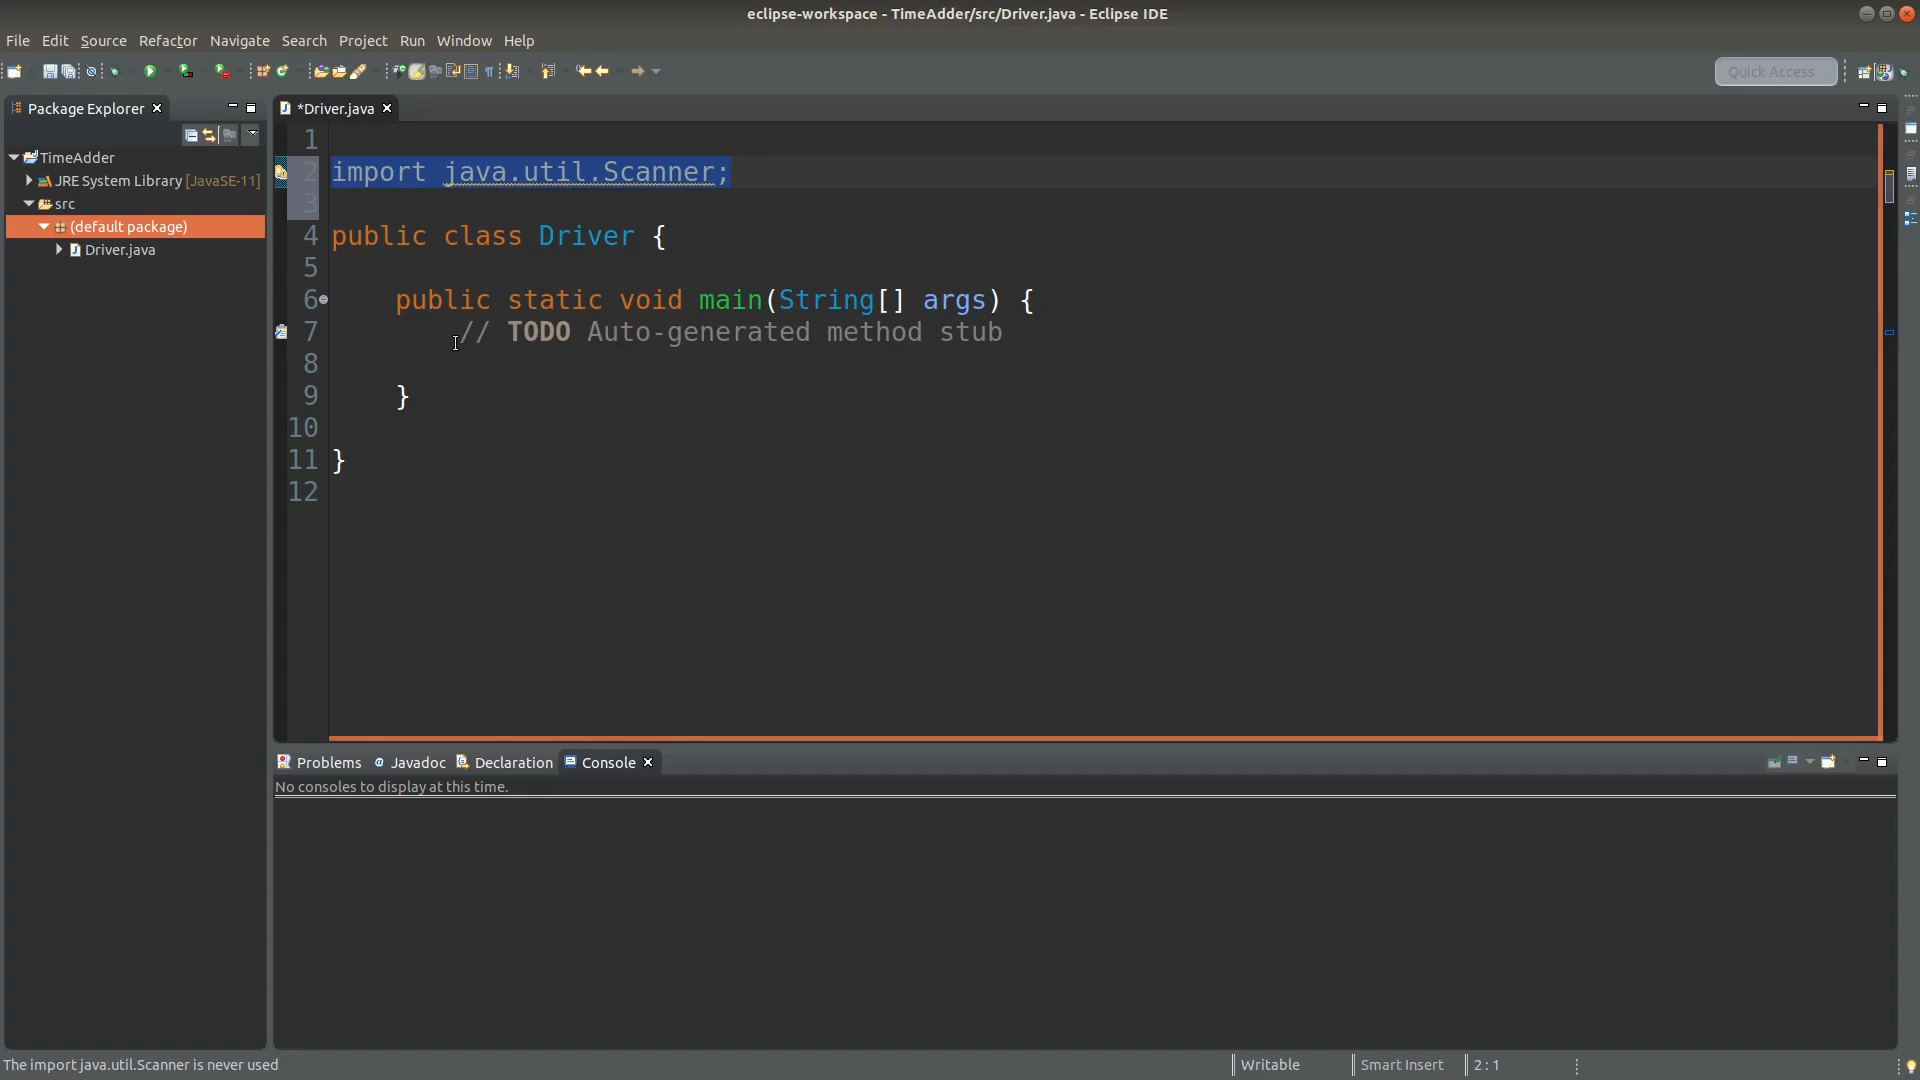 eclipse-workspace - TimeAdder/src/Driver.java - Eclipse IDE
File Edit Source Refactor Navigate Search Project Run Window Help
Quick Access
Package Explorer
TimeAdder
JRE System Library [JavaSE-11]
src
(default package)
Driver.java
*Driver.java
1
2 import java.util.Scanner;
3
4 public class Driver {
5
6 public static void main(String[] args) {
7 // TODO Auto-generated method stub
8
9 }
10
11 }
12
Problems @ Javadoc Declaration Console
No consoles to display at this time.
The import java.util.Scanner is never used
Writable
Smart Insert
2 : 1